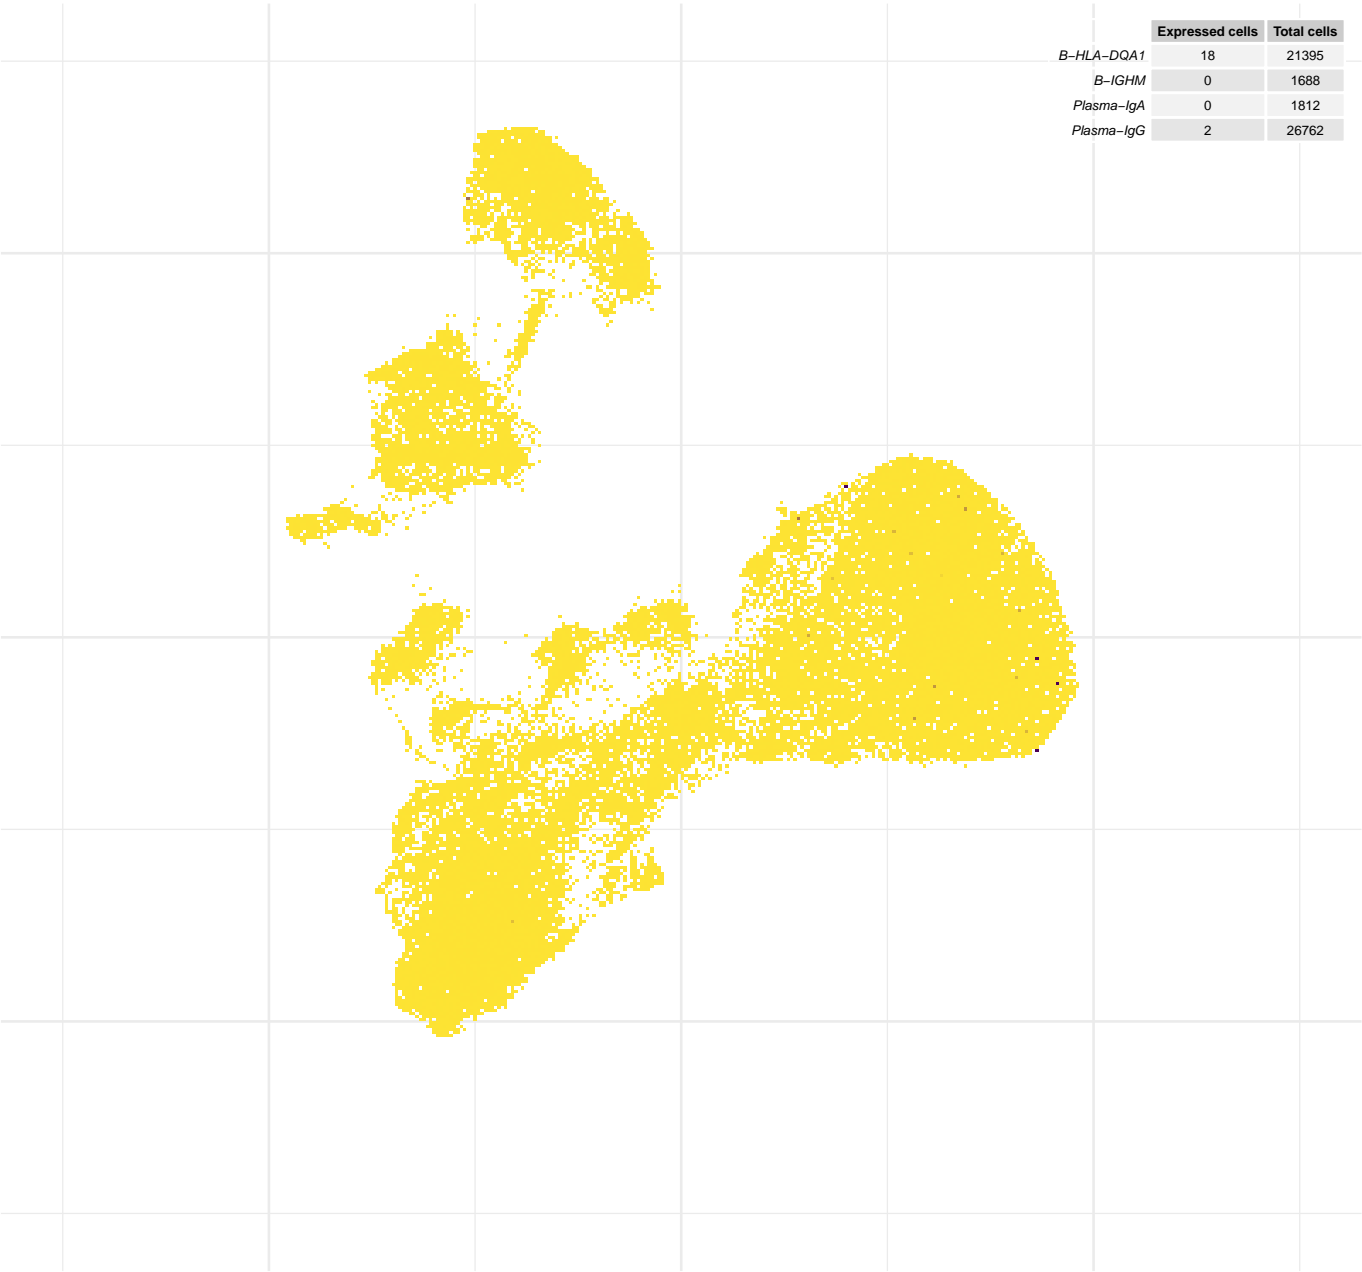 Expressed cells Total cells
B−HLA−DQA1 18 21395
B−IGHM 0 1688
Plasma−IgA 0 1812
Plasma−IgG 2 26762